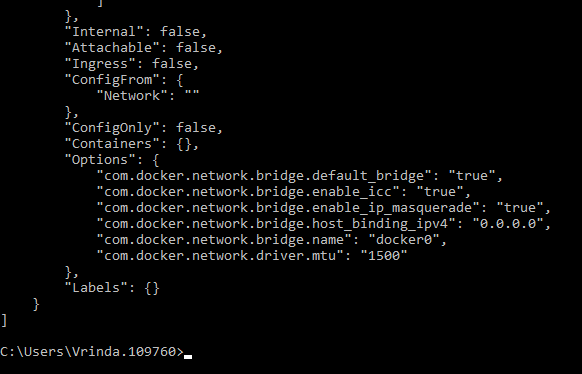 ]
},
"Internal": false,
"Attachable": false,
"Ingress": false,
"ConfigFrom": {
"Network": ""
},
"ConfigOnly": false,
"Containers": {},
"Options": {
"com.docker.network.bridge.default_bridge": "true",
"com.docker.network.bridge.enable_icc": "true",
"com.docker.network.bridge.enable_ip_masquerade": "true",
"com.docker.network.bridge.host_binding_ipv4": "0.0.0.0",
"com.docker.network.bridge.name": "docker0",
"com.docker.network.driver.mtu": "1500"
},
"Labels": {}
}
]
C:\Users\Vrinda.109760>